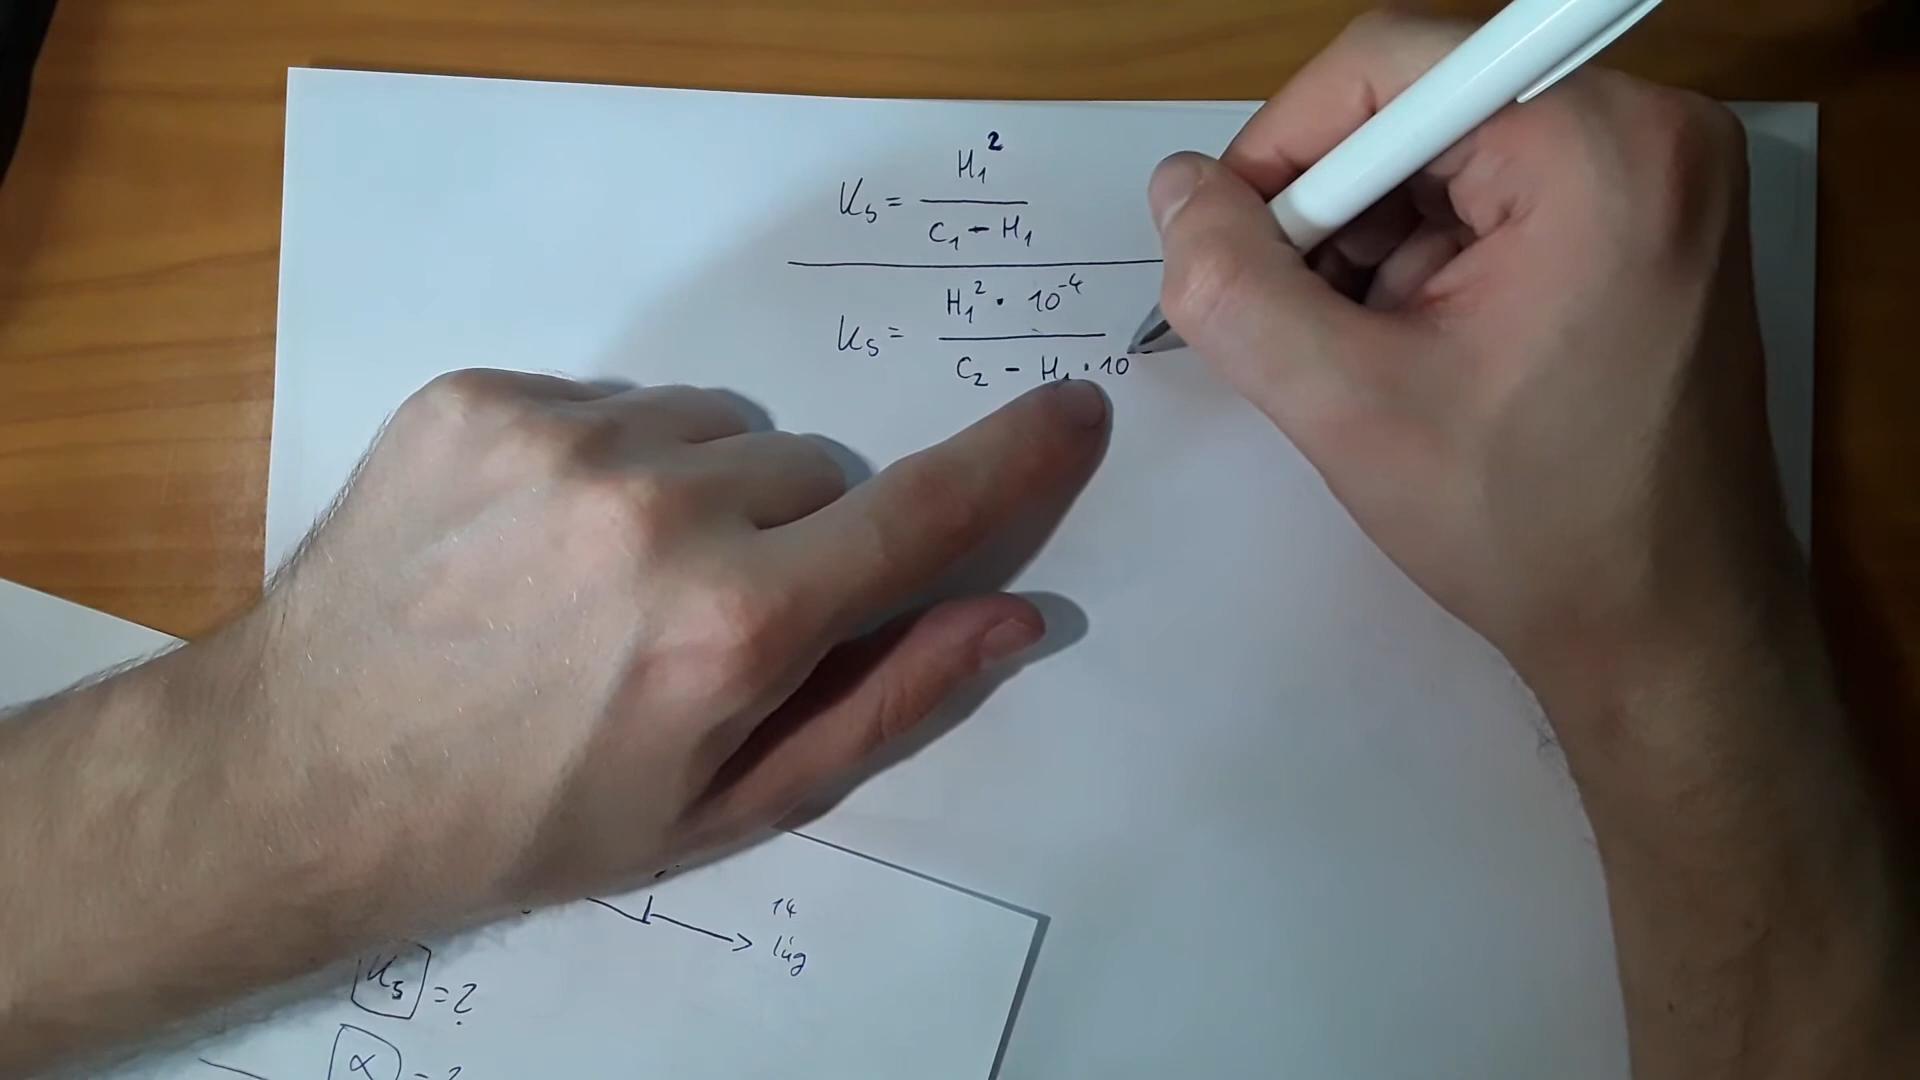 Ks = H₁² / (C₁ - H₁)
Ks = (H₁² · 10⁻⁴) / (C₂ - H₁ · 10
14
lúg
Ks = ?
α = ?